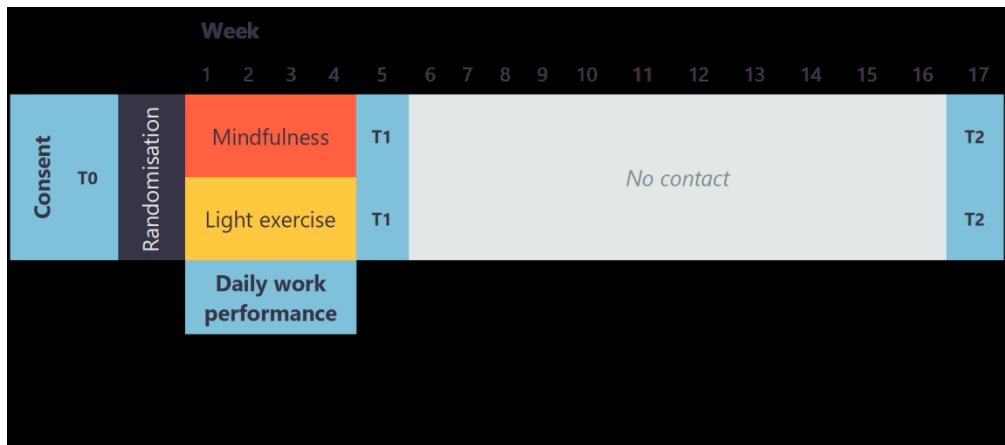 Week
1 2 3 4 5 6 7 8 9 10 11 12 13 14 15 16 17
Consent
T0
Randomisation
Mindfulness
T1
No contact
T2
Light exercise
T1
T2
Daily work
performance